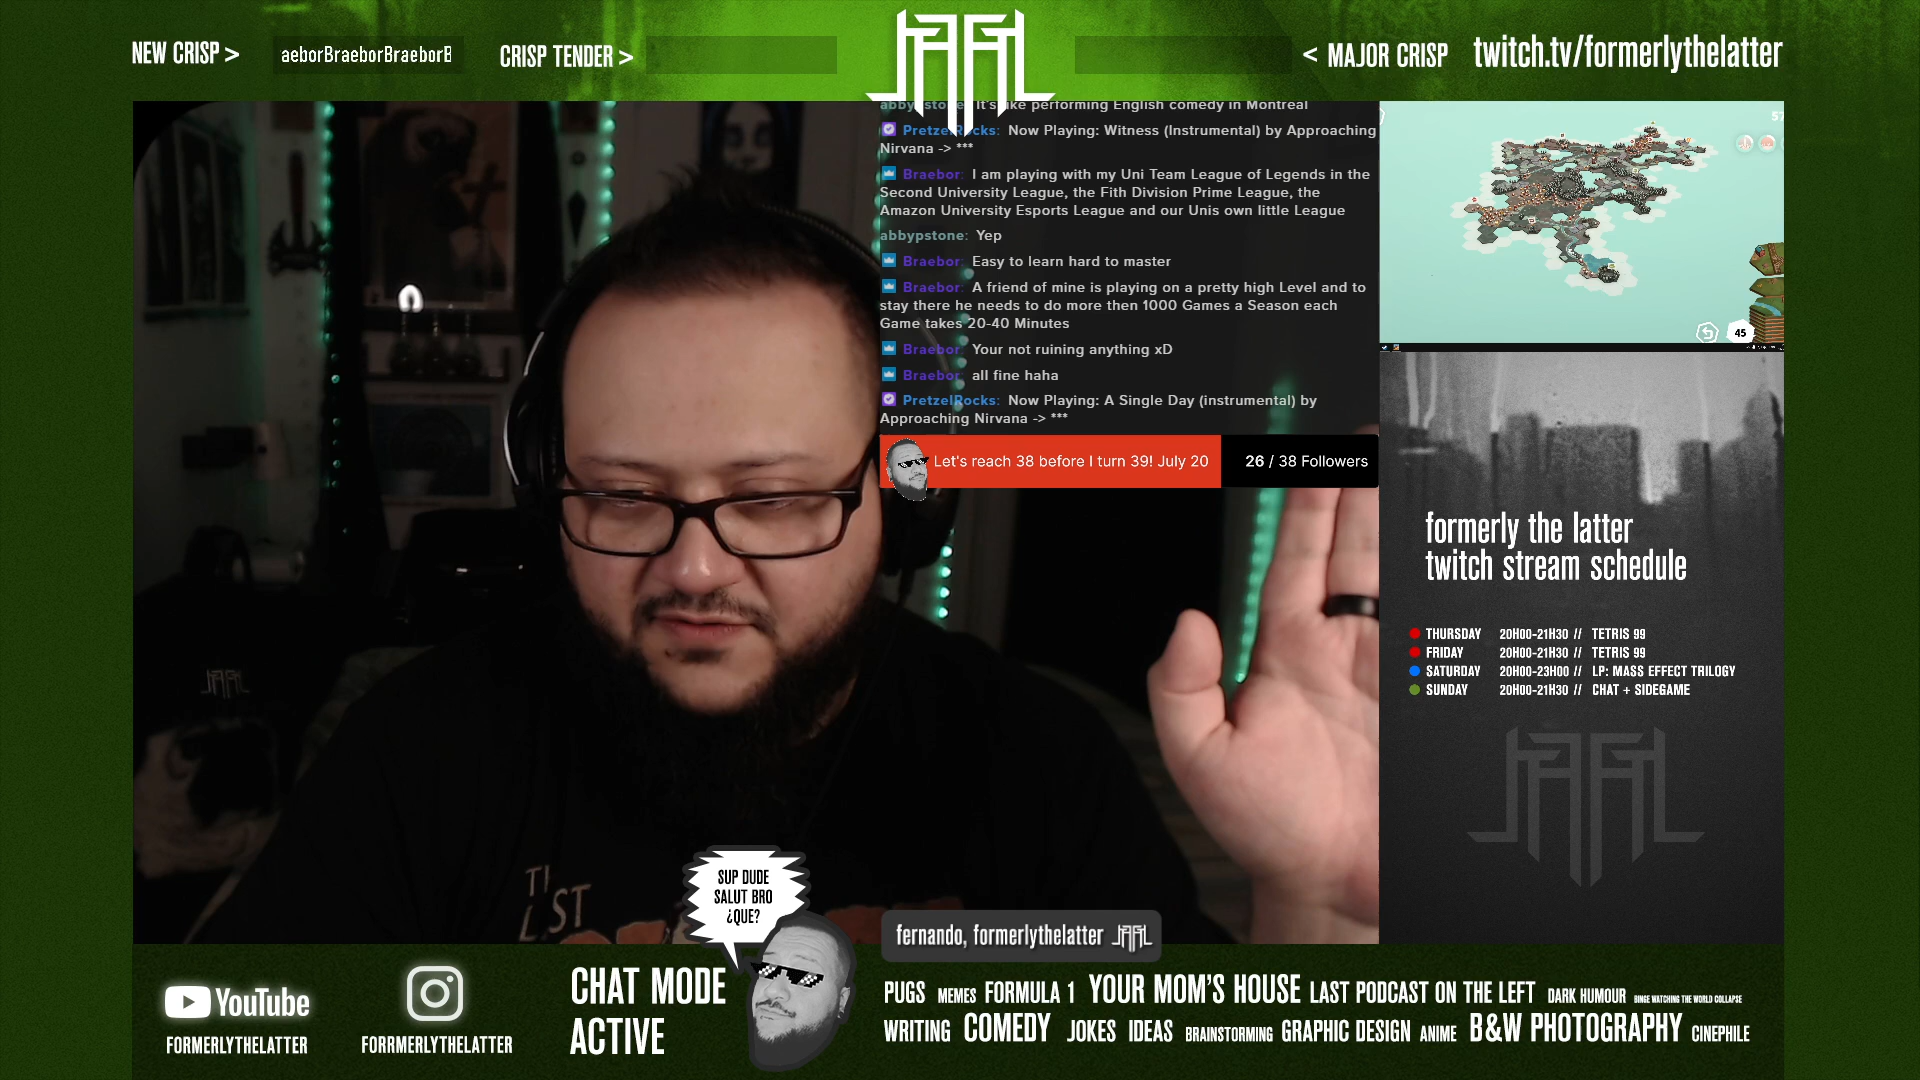 NEW CRISP >
aeborBraeborBraeborB
CRISP TENDER >
< MAJOR CRISP
twitch.tv/formerlythelatter
It's like performing English comedy in Montreal
PretzelRocks: Now Playing: Witness (Instrumental) by Approaching
Nirvana -> ***
Braebor: I am playing with my Uni Team League of Legends in the
Second University League, the Fith Division Prime League, the
Amazon University Esports League and our Unis own little League
abbypstone: Yep
Braebor: Easy to learn hard to master
Braebor: A friend of mine is playing on a pretty high Level and to
stay there he needs to do more then 1000 Games a Season each
Game takes 20-40 Minutes
Braebor: Your not ruining anything xD
Braebor: all fine haha
PretzelRocks: Now Playing: A Single Day (instrumental) by
Approaching Nirvana -> ***
Let's reach 38 before I turn 39! July 20
26 / 38 Followers
57
45
formerly the latter
twitch stream schedule
THURSDAY 20H00-21H30 // TETRIS 99
FRIDAY 20H00-21H30 // TETRIS 99
SATURDAY 20H00-23H00 // LP: MASS EFFECT TRILOGY
SUNDAY 20H00-21H30 // CHAT + SIDEGAME
SUP DUDE
SALUT BRO
¿QUE?
fernando, formerlythelatter
YouTube
FORMERLYTHELATTER
FORRMERLYTHELATTER
CHAT MODE
ACTIVE
PUGS MEMES FORMULA 1 YOUR MOM'S HOUSE LAST PODCAST ON THE LEFT DARK HUMOUR BINGE WATCHING THE WORLD COLLAPSE
WRITING COMEDY JOKES IDEAS BRAINSTORMING GRAPHIC DESIGN ANIME B&W PHOTOGRAPHY CINEPHILE